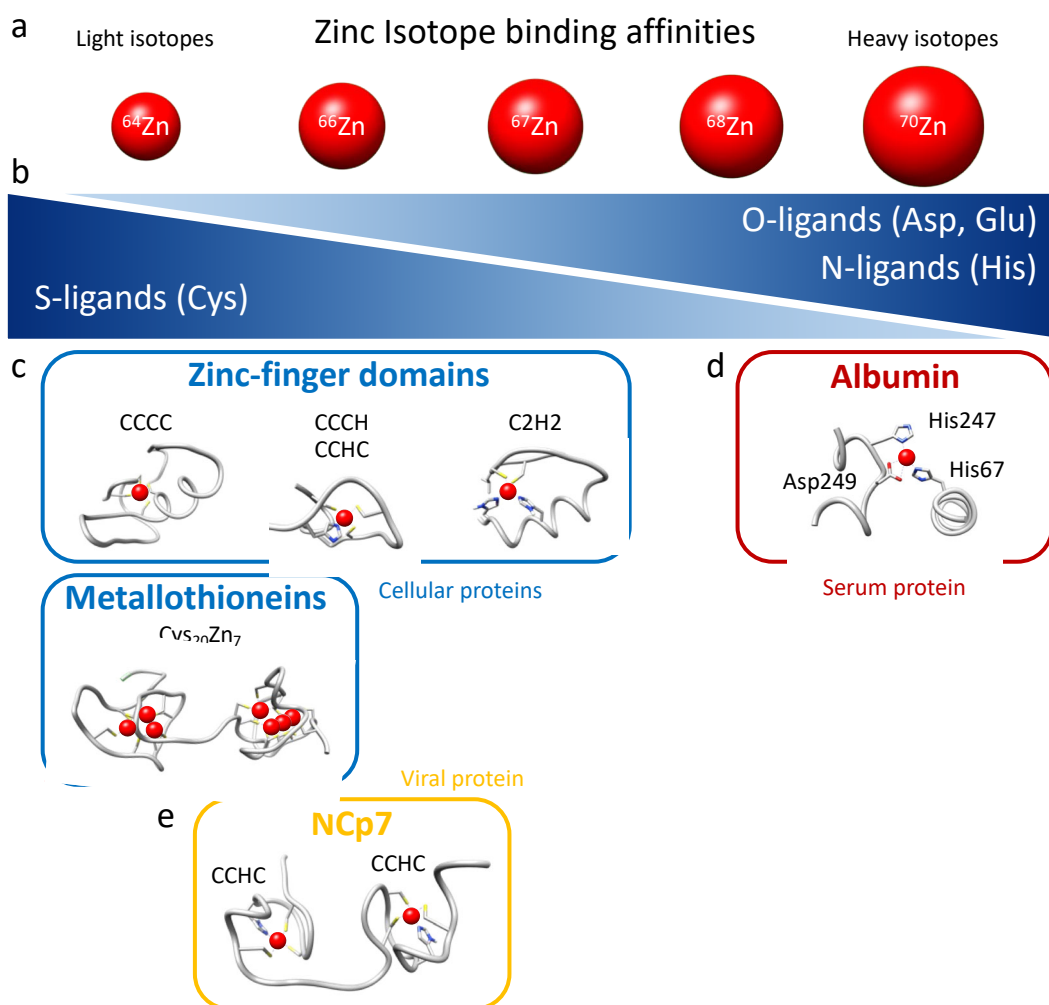 a
Light isotopes
Zinc Isotope binding affinities
Heavy isotopes
⁶⁴Zn
⁶⁶Zn
⁶⁷Zn
⁶⁸Zn
⁷⁰Zn
b
O-ligands (Asp, Glu)
N-ligands (His)
S-ligands (Cys)
c
Zinc-finger domains
CCCC
CCCH
CCHC
C2H2
Cellular proteins
d
Albumin
His247
Asp249
His67
Serum protein
Metallothioneins
Cys₂₀Zn₇
Viral protein
e
NCp7
CCHC
CCHC